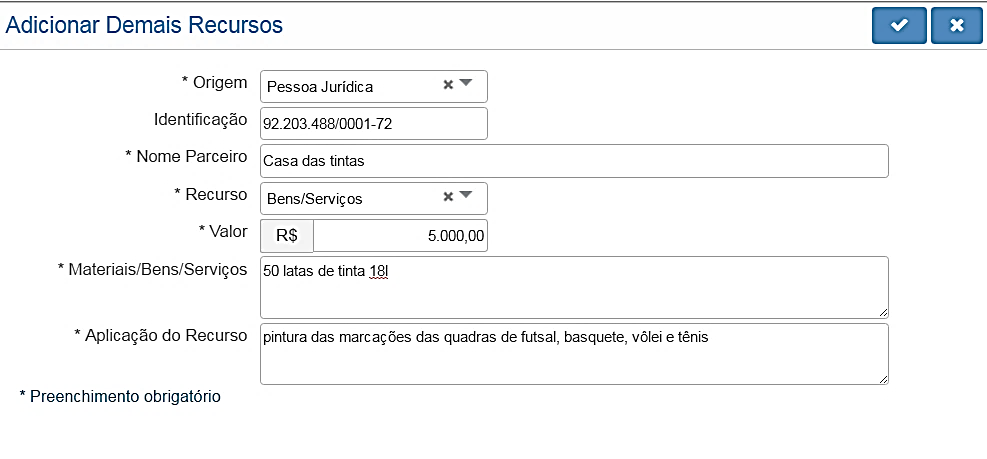 Adicionar Demais Recursos
* Origem Pessoa Jurídica
Identificação 92.203.488/0001-72
* Nome Parceiro Casa das tintas
* Recurso Bens/Serviços
* Valor R$ 5.000,00
* Materiais/Bens/Serviços 50 latas de tinta 18l
* Aplicação do Recurso pintura das marcações das quadras de futsal, basquete, vôlei e tênis
* Preenchimento obrigatório